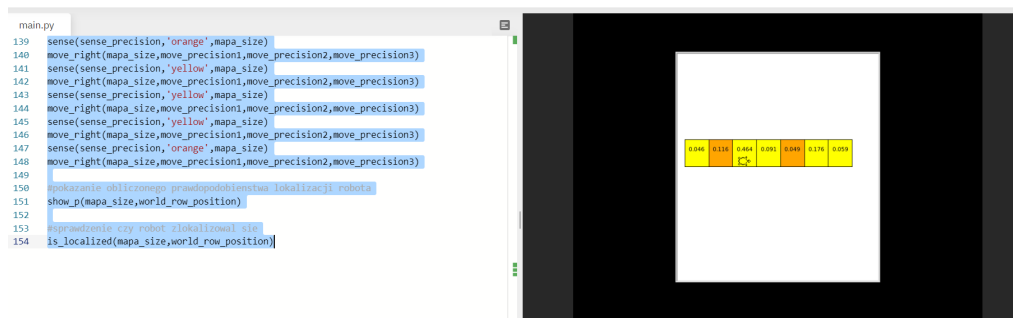 main.py
139 sense(sense_precision,'orange',mapa_size)
140 move_right(mapa_size,move_precision1,move_precision2,move_precision3)
141 sense(sense_precision,'yellow',mapa_size)
142 move_right(mapa_size,move_precision1,move_precision2,move_precision3)
143 sense(sense_precision,'yellow',mapa_size)
144 move_right(mapa_size,move_precision1,move_precision2,move_precision3)
145 sense(sense_precision,'yellow',mapa_size)
146 move_right(mapa_size,move_precision1,move_precision2,move_precision3)
147 sense(sense_precision,'orange',mapa_size)
148 move_right(mapa_size,move_precision1,move_precision2,move_precision3)
149
150 #pokazanie obliczonego prawdopodobienstwa lokalizacji robota
151 show_p(mapa_size,world_row_position)
152
153 #sprawdzenie czy robot zlokalizowal sie
154 is_localized(mapa_size,world_row_position)
0.046 0.116 0.464 0.091 0.049 0.176 0.059